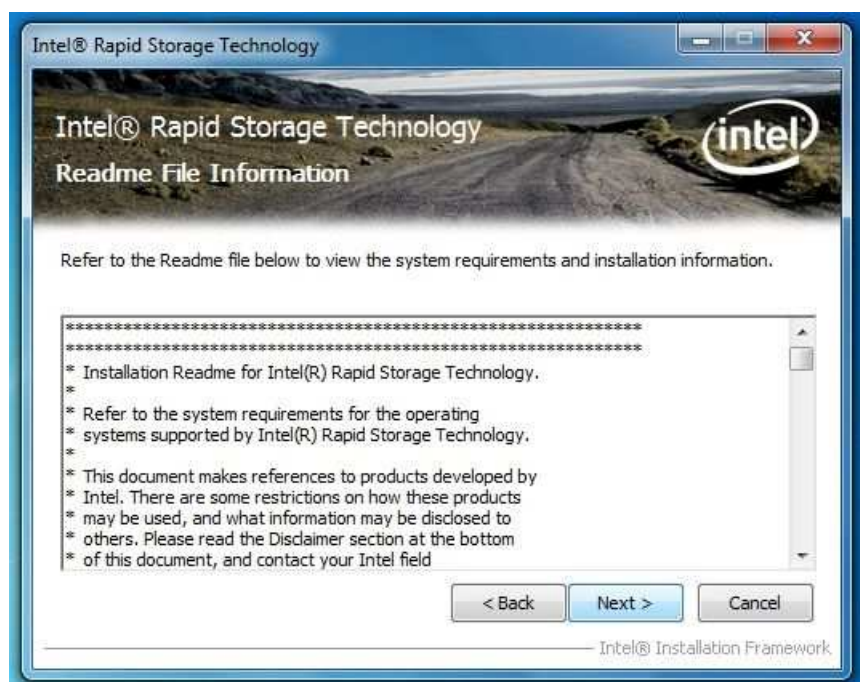 Intel® Rapid Storage Technology
Intel® Rapid Storage Technology
intel
Readme File Information
Refer to the Readme file below to view the system requirements and installation information.
************************************************************
************************************************************
* Installation Readme for Intel(R) Rapid Storage Technology.
*
* Refer to the system requirements for the operating
* systems supported by Intel(R) Rapid Storage Technology.
*
* This document makes references to products developed by
* Intel. There are some restrictions on how these products
* may be used, and what information may be disclosed to
* others. Please read the Disclaimer section at the bottom
* of this document, and contact your Intel field
< Back Next > Cancel
Intel® Installation Framework